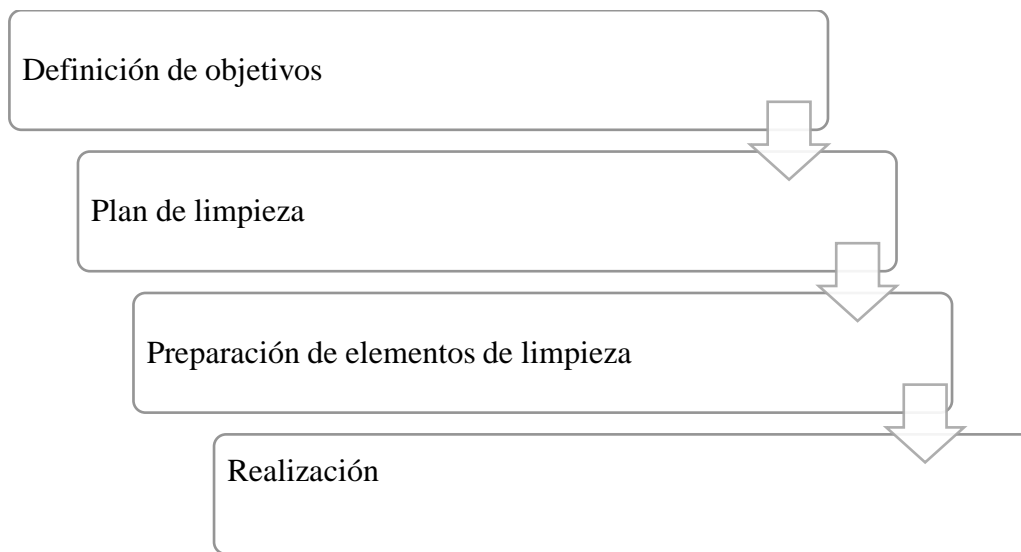 Definición de objetivos
Plan de limpieza
Preparación de elementos de limpieza
Realización